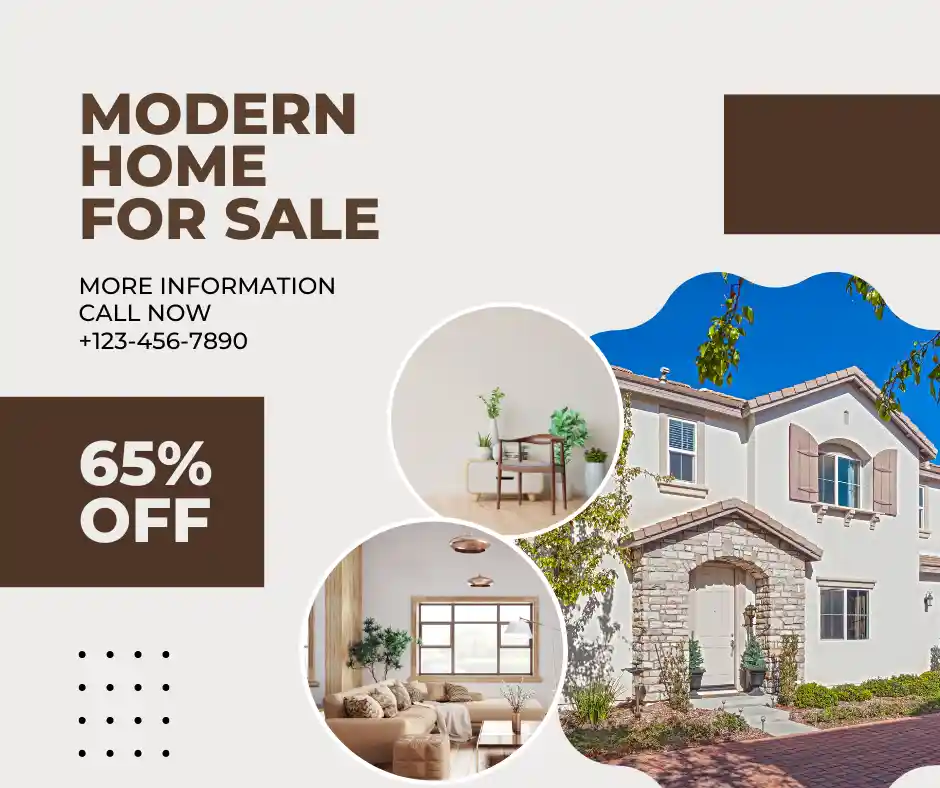 MODERN
HOME
FOR SALE
MORE INFORMATION
CALL NOW
+123-456-7890
65%
OFF